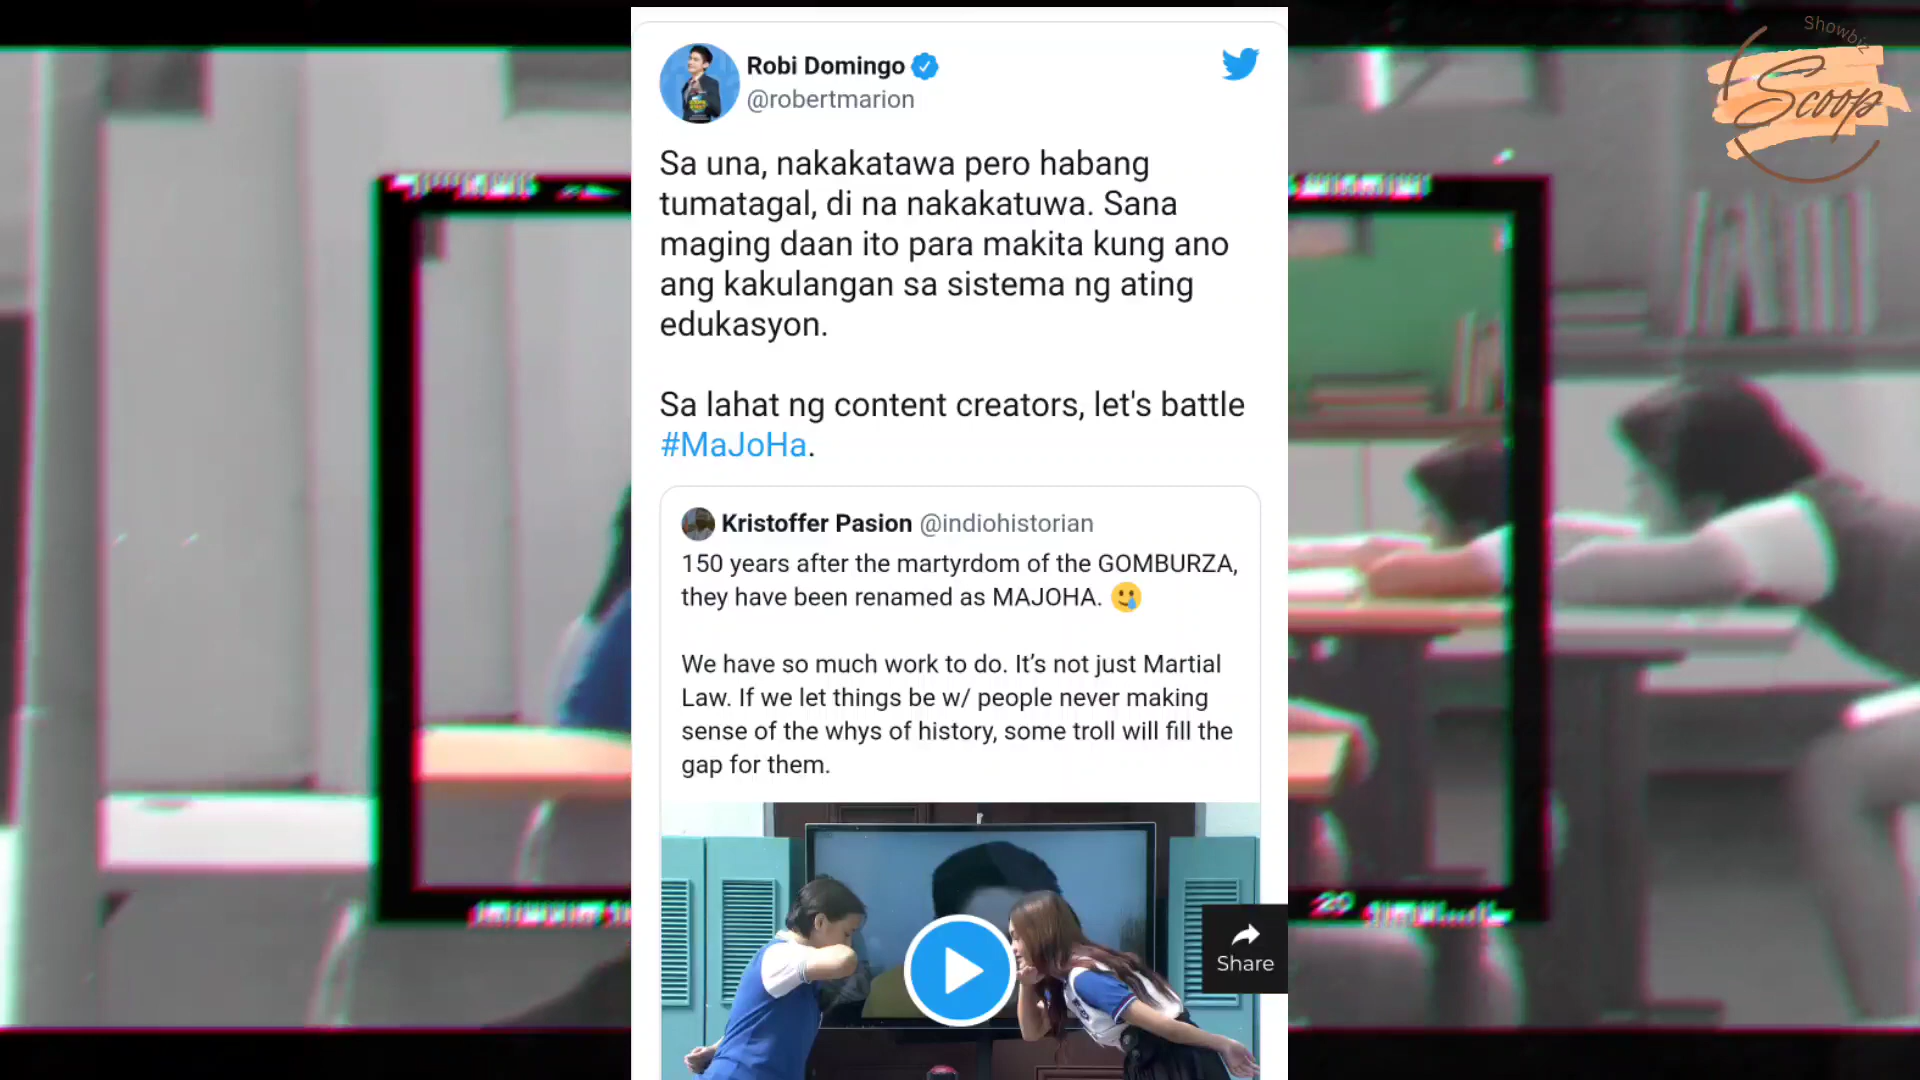 Showbiz
Scoop
Robi Domingo
@robertmarion
Sa una, nakakatawa pero habang
tumatagal, di na nakakatuwa. Sana
maging daan ito para makita kung ano
ang kakulangan sa sistema ng ating
edukasyon.
Sa lahat ng content creators, let's battle
#MaJoHa.
Kristoffer Pasion @indiohistorian
150 years after the martyrdom of the GOMBURZA,
they have been renamed as MAJOHA. 🥲
We have so much work to do. It’s not just Martial
Law. If we let things be w/ people never making
sense of the whys of history, some troll will fill the
gap for them.
Share